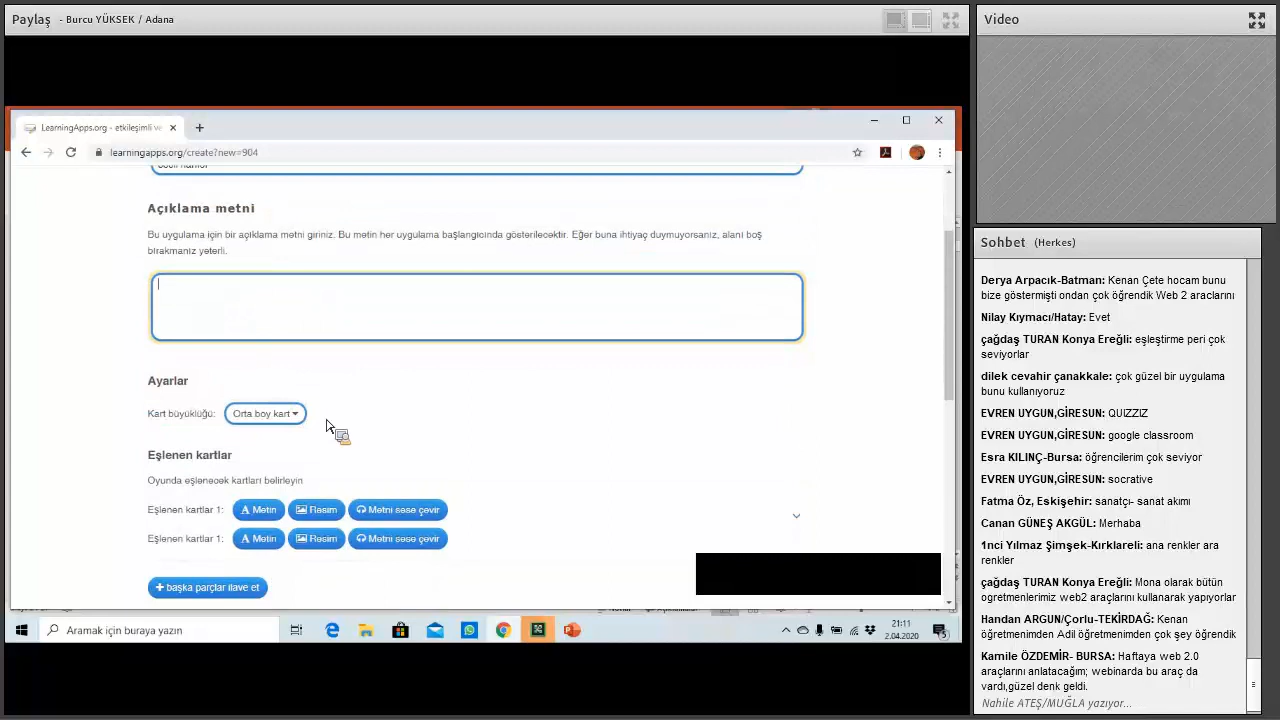 Paylaş - Burcu YÜKSEK / Adana
LearningApps.org - etkileşimli ve
learningapps.org/create?new=904
Açıklama metni
Bu uygulama için bir açıklama metni giriniz. Bu metin her uygulama başlangıcında gösterilecektir. Eğer buna ihtiyaç duymuyorsanız, alanı boş
bırakmanız yeterli.
Ayarlar
Kart büyüklüğü: Orta boy kart
Eşlenen kartlar
Oyunda eşlenecek kartları belirleyin
Eşlenen kartlar 1: A Metin Resim Metni sese çevir
Eşlenen kartlar 1: A Metin Resim Metni sese çevir
+ başka parçlar ilave et
Aramak için buraya yazın
21:11
2.04.2020
Video
Sohbet (Herkes)
Derya Arpacık-Batman: Kenan Çete hocam bunu
bize göstermişti ondan çok öğrendik Web 2 araclarını
Nilay Kıymacı/Hatay: Evet
çağdaş TURAN Konya Ereğli: eşleştirme peri çok
seviyorlar
dilek cevahir çanakkale: çok güzel bir uygulama
bunu kullanıyoruz
EVREN UYGUN,GİRESUN: QUIZZIZ
EVREN UYGUN,GİRESUN: google classroom
Esra KILINÇ-Bursa: öğrencilerim çok seviyor
EVREN UYGUN,GİRESUN: socrative
Fatma Öz, Eskişehir: sanatçı- sanat akımı
Canan GÜNEŞ AKGÜL: Merhaba
1nci Yılmaz Şimşek-Kırklareli: ana renkler ara
renkler
çağdaş TURAN Konya Ereğli: Mona olarak bütün
ogretmenlerimiz web2 araçlarını kullanarak yapıyorlar
Handan ARGUN/Çorlu-TEKİRDAĞ: Kenan
öğretmenimden Adil öğretmenimden çok şey öğrendik
Kamile ÖZDEMİR- BURSA: Haftaya web 2.0
araçlarını anlatacağım; webinarda bu araç da
vardı,güzel denk geldi.
Nahile ATEŞ/MUĞLA yazıyor...